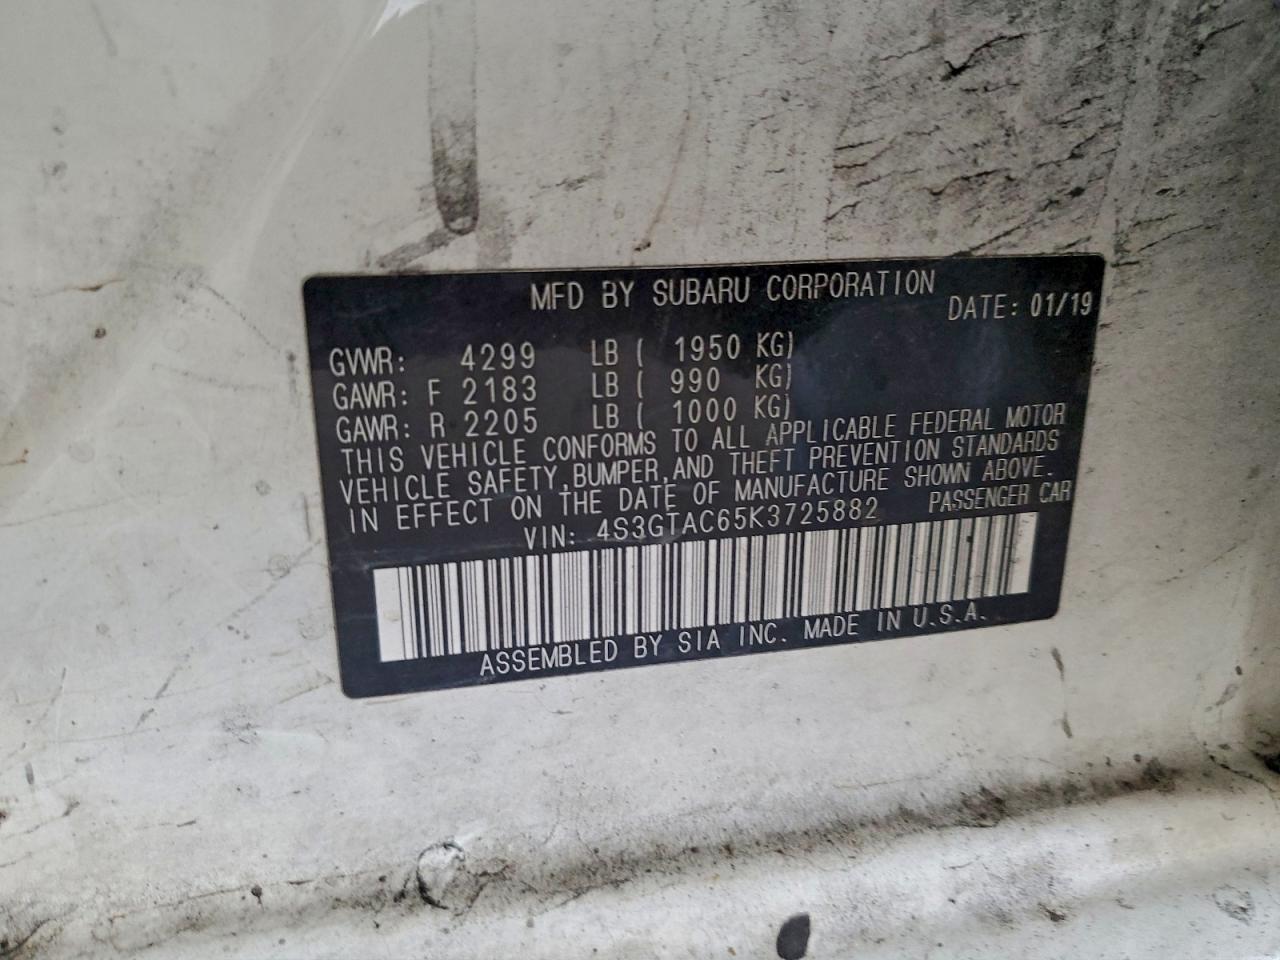 MFD BY SUBARU CORPORATION
DATE: 01/19
GVWR: 4299 LB ( 1950 KG)
GAWR: F 2183 LB ( 990 KG)
GAWR: R 2205 LB ( 1000 KG)
THIS VEHICLE CONFORMS TO ALL APPLICABLE FEDERAL MOTOR
VEHICLE SAFETY,BUMPER,AND THEFT PREVENTION STANDARDS
IN EFFECT ON THE DATE OF MANUFACTURE SHOWN ABOVE.
VIN: 4S3GTAC65K3725882 PASSENGER CAR
ASSEMBLED BY SIA INC. MADE IN U.S.A.